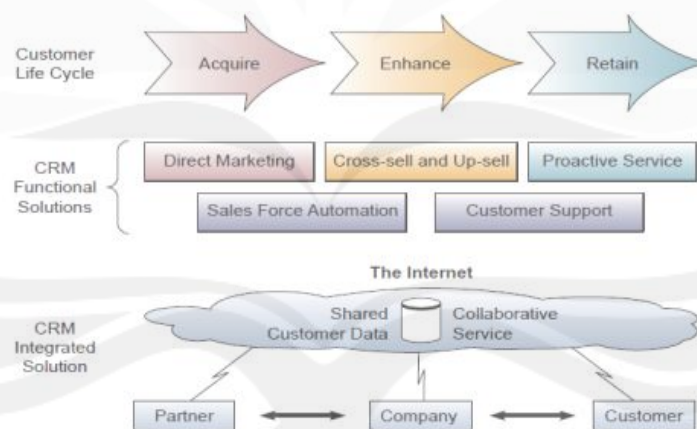 Customer
Life Cycle
Acquire
Enhance
Retain
CRM
Functional
Solutions
Direct Marketing
Cross-sell and Up-sell
Proactive Service
Sales Force Automation
Customer Support
The Internet
CRM
Integrated
Solution
Shared
Customer Data
Collaborative
Service
Partner
Company
Customer